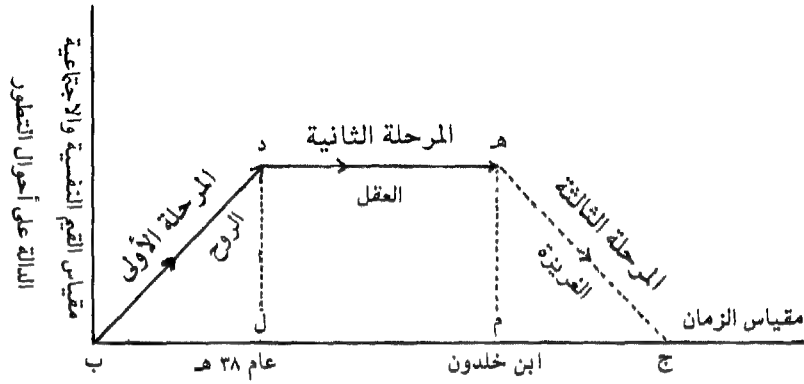 مقياس القيم النفسية والاجتماعية
الدالة على أحوال التطور
د
المرحلة الثانية
هـ
المرحلة الأولى
الروح
العقل
المرحلة الثالثة
الغريزة
ل
م
مقياس الزمان
ب
عام ٣٨ هـ
ابن خلدون
ج